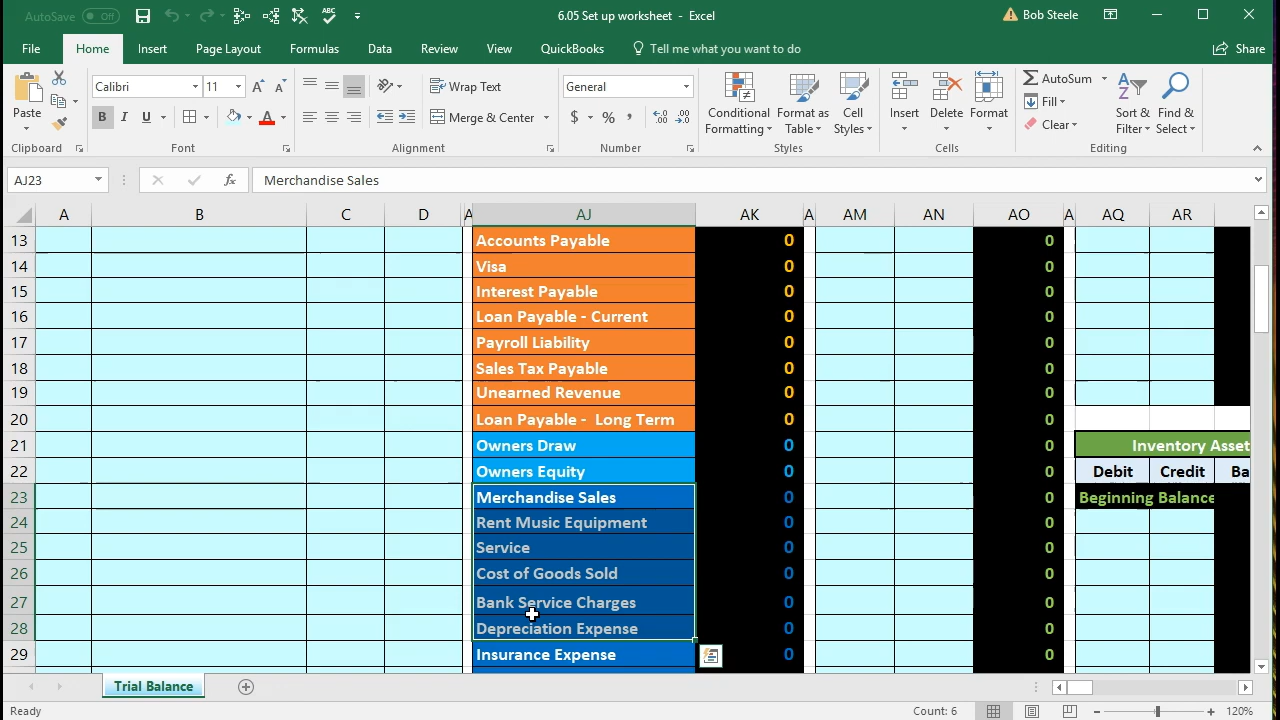 AutoSave Off 6.05 Set up worksheet - Excel Bob Steele
File Home Insert Page Layout Formulas Data Review View QuickBooks Tell me what you want to do Share
Calibri 11 Wrap Text General AutoSum
Paste B I U Merge & Center $ % Conditional Formatting Format as Table Cell Styles Insert Delete Format Fill Clear Sort & Filter Find & Select
Clipboard Font Alignment Number Styles Cells Editing
AJ23 fx Merchandise Sales
A B C D A AJ AK A AM AN AO A AQ AR
13 Accounts Payable 0 0
14 Visa 0 0
15 Interest Payable 0 0
16 Loan Payable - Current 0 0
17 Payroll Liability 0 0
18 Sales Tax Payable 0 0
19 Unearned Revenue 0 0
20 Loan Payable - Long Term 0 0
21 Owners Draw 0 0 Inventory Asset
22 Owners Equity 0 0 Debit Credit Ba
23 Merchandise Sales 0 0 Beginning Balance
24 Rent Music Equipment 0 0
25 Service 0 0
26 Cost of Goods Sold 0 0
27 Bank Service Charges 0 0
28 Depreciation Expense 0 0
29 Insurance Expense 0 0
Trial Balance
Ready Count: 6 120%